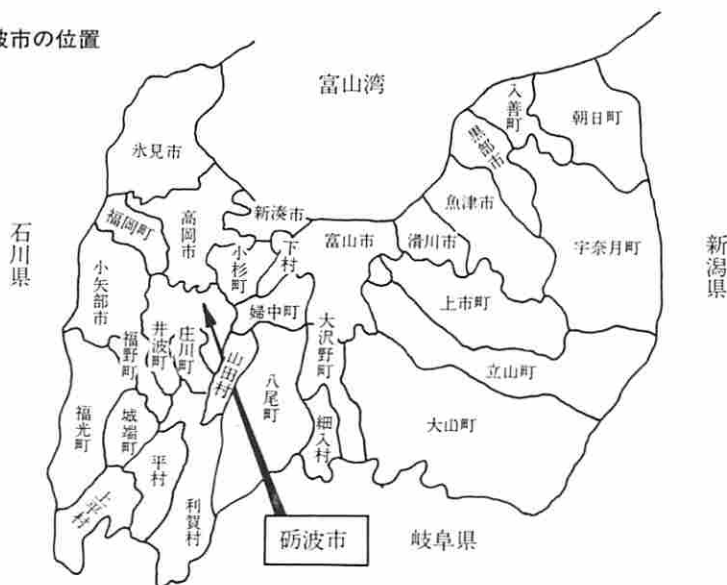 波市の位置
富山湾
石川県
新潟県
岐阜県
氷見市
福岡町
高岡市
新湊市
小杉町
下村
富山市
滑川市
魚津市
黒部市
入善町
朝日町
宇奈月町
上市町
立山町
大山町
大沢野町
細入村
婦中町
八尾町
山田村
小矢部市
福野町
井波町
庄川町
福光町
城端町
平村
上平村
利賀村
砺波市